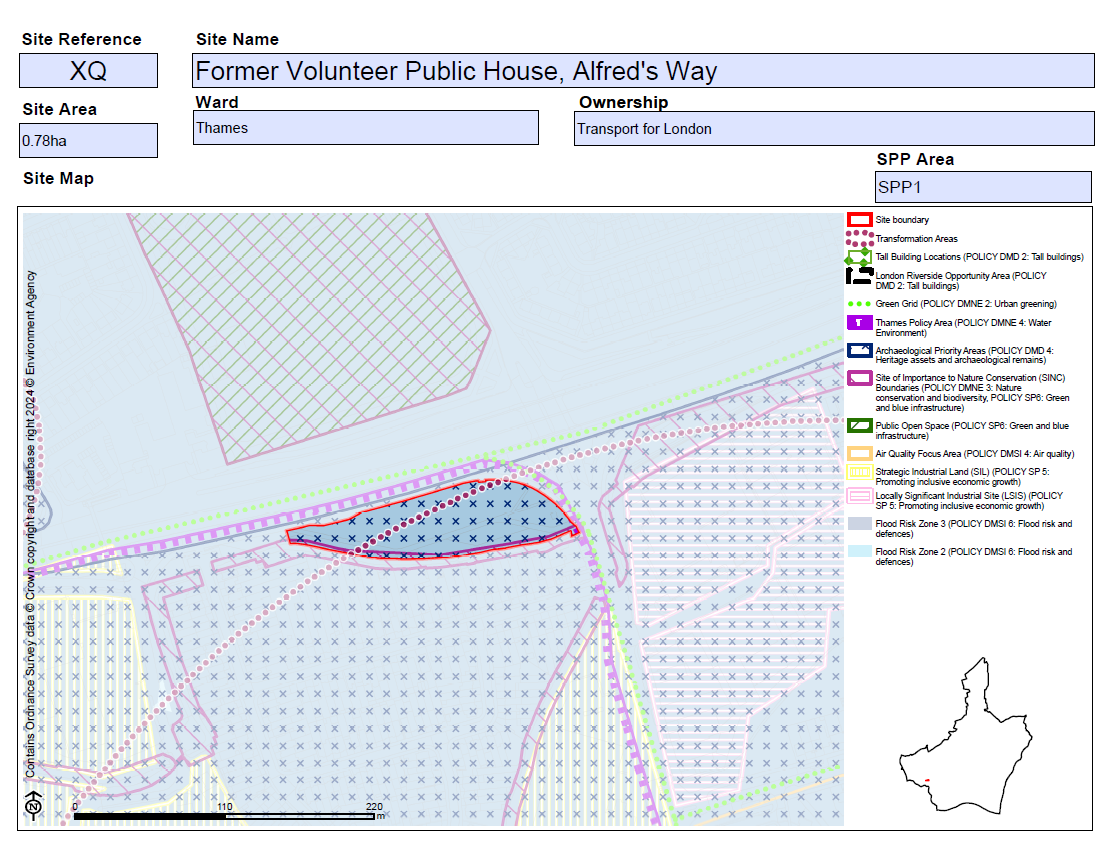 Site Reference
Site Name
XQ
Former Volunteer Public House, Alfred's Way
Site Area
Ward
Ownership
0.78ha
Thames
Transport for London
SPP Area
Site Map
SPP1
Contains Ordnance Survey data © Crown copyright and database right 2024 © Environment Agency
Site boundary
Transformation Areas
Tall Building Locations (POLICY DMD 2: Tall buildings)
London Riverside Opportunity Area (POLICY
DMD 2: Tall buildings)
Green Grid (POLICY DMNE 2: Urban greening)
Thames Policy Area (POLICY DMNE 4: Water
Environment)
Archaeological Priority Areas (POLICY DMD 4:
Heritage assets and archaeological remains)
Site of Importance to Nature Conservation (SINC)
Boundaries (POLICY DMNE 3: Nature
conservation and biodiversity, POLICY SP6: Green
and blue infrastructure)
Public Open Space (POLICY SP6: Green and blue
infrastructure)
Air Quality Focus Area (POLICY DMSI 4: Air quality)
Strategic Industrial Land (SIL) (POLICY SP 5:
Promoting inclusive economic growth)
Locally Significant Industrial Site (LSIS) (POLICY
SP 5: Promoting inclusive economic growth)
Flood Risk Zone 3 (POLICY DMSI 6: Flood risk and
defences)
Flood Risk Zone 2 (POLICY DMSI 6: Flood risk and
defences)
N
0 110 220
m